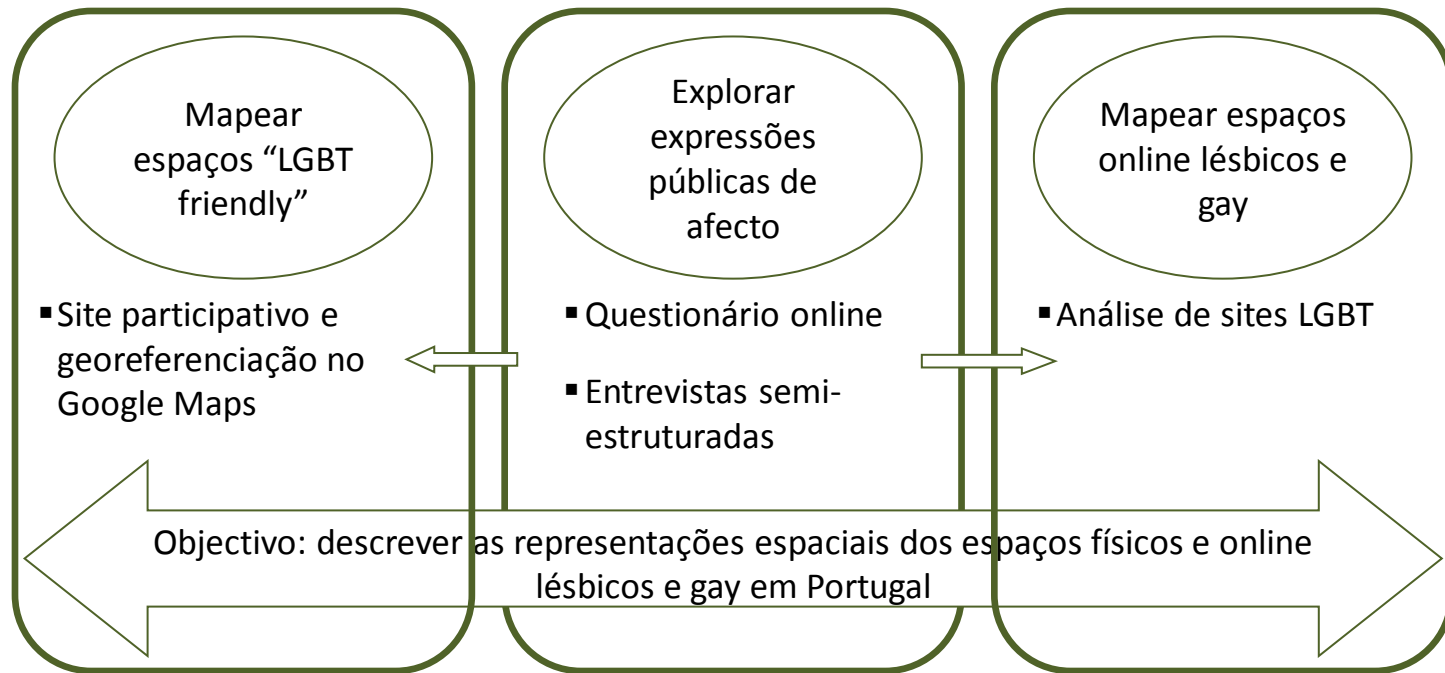 Mapear
espaços “LGBT
friendly”
▪Site participativo e
georeferenciação no
Google Maps
Explorar
expressões
públicas de
afecto
▪Questionário online
▪Entrevistas semi-
estruturadas
Mapear espaços
online lésbicos e
gay
▪Análise de sites LGBT
Objectivo: descrever as representações espaciais dos espaços físicos e online
lésbicos e gay em Portugal